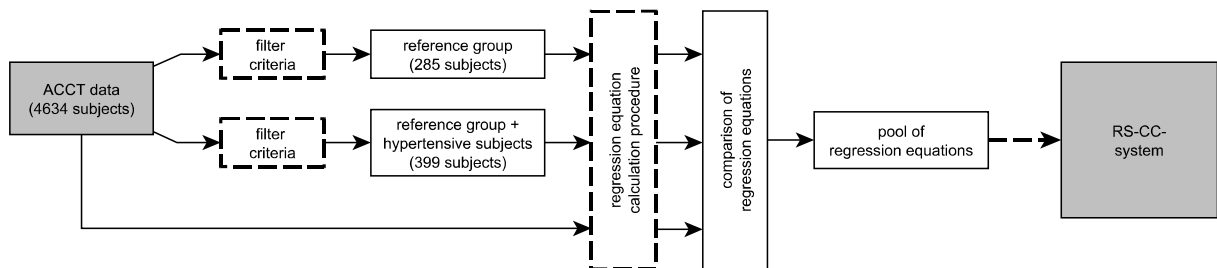 ACCT data
(4634 subjects)
filter
criteria
reference group
(285 subjects)
filter
criteria
reference group +
hypertensive subjects
(399 subjects)
regression equation
calculation procedure
comparison of
regression equations
pool of
regression equations
RS-CC-
system